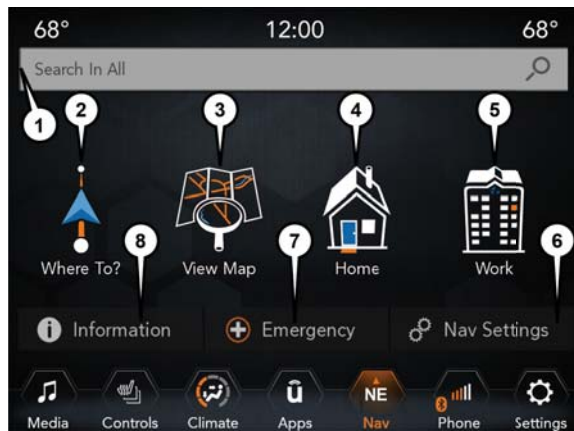 68° 12:00 68°
Search In All
1
2 3 4 5
Where To? View Map Home Work
8 7 6
i Information Emergency Nav Settings
û NE
Media Controls Climate Apps Nav Phone Settings